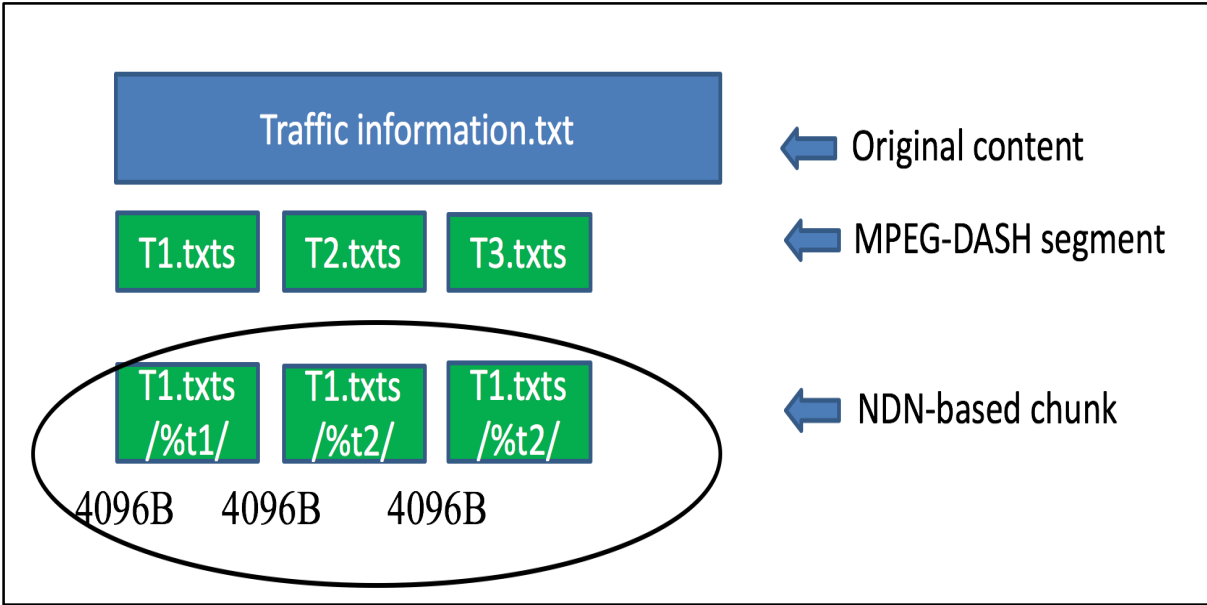 Traffic information.txt
Original content
T1.txts
T2.txts
T3.txts
MPEG-DASH segment
T1.txts
/%t1/
T1.txts
/%t2/
T1.txts
/%t2/
NDN-based chunk
4096B
4096B
4096B